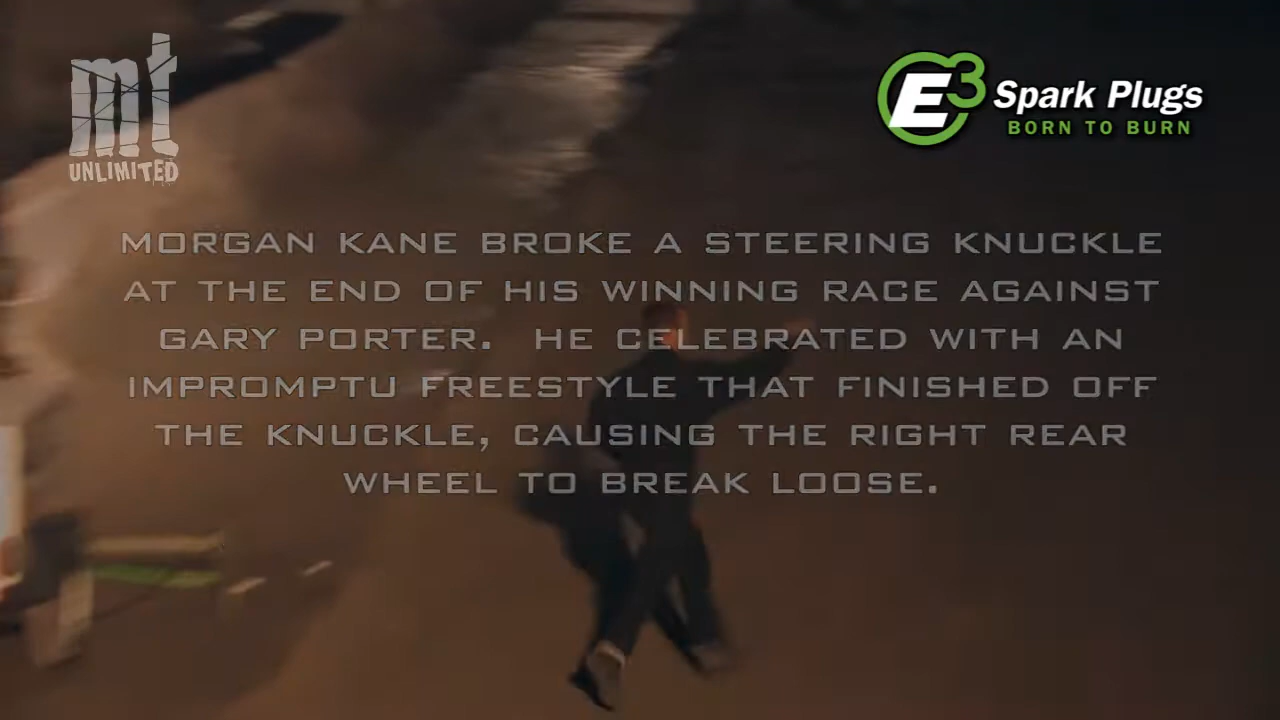 mt
UNLIMITED
E3 Spark Plugs
BORN TO BURN
MORGAN KANE BROKE A STEERING KNUCKLE
AT THE END OF HIS WINNING RACE AGAINST
GARY PORTER. HE CELEBRATED WITH AN
IMPROMPTU FREESTYLE THAT FINISHED OFF
THE KNUCKLE, CAUSING THE RIGHT REAR
WHEEL TO BREAK LOOSE.